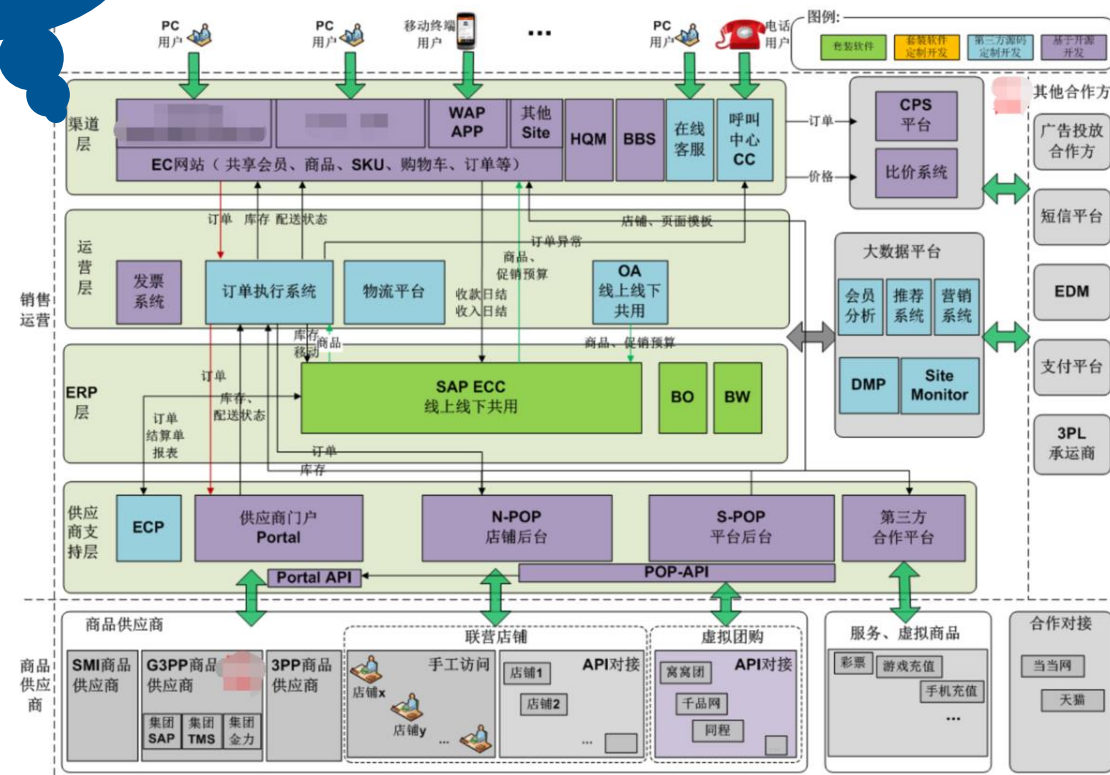 PC
用户
PC
用户
移动终端
用户
...
PC
用户
电话
用户
图例:
套装软件
套装软件
定制开发
第三方源码
定制开发
基于开源
开发
渠道
层
WAP
APP
其他
Site
HQM
BBS
在线
客服
呼叫
中心
CC
EC网站（ 共享会员、商品、SKU、购物车、订单等）
订单
价格
CPS
平台
比价系统
其他合作方
广告投放
合作方
短信平台
EDM
支付平台
3PL
承运商
订单
库存
配送状态
店铺、页面模板
订单异常
商品、
促销预算
销售
运营
运
营
层
发票
系统
订单执行系统
物流平台
收款日结
收入日结
OA
线上线下
共用
大数据平台
会员
分析
推荐
系统
营销
系统
DMP
Site
Monitor
库存
移动
商品
商品、促销预算
ERP
层
订单
SAP ECC
线上线下共用
BO
BW
库存、
配送状态
订单
结算单
报表
订单
库存
供应
商支
持层
ECP
供应商门户
Portal
N-POP
店铺后台
S-POP
平台后台
第三方
合作平台
Portal API
POP-API
商品
供应
商
商品供应商
SMI商品
供应商
G3PP商品
供应商
3PP商品
供应商
集团
SAP
集团
TMS
集团
金力
联营店铺
手工访问
店铺x
店铺y
...
API对接
店铺1
店铺2
...
虚拟团购
API对接
窝窝团
千品网
同程
...
服务、虚拟商品
彩票
游戏充值
手机充值
...
合作对接
当当网
天猫